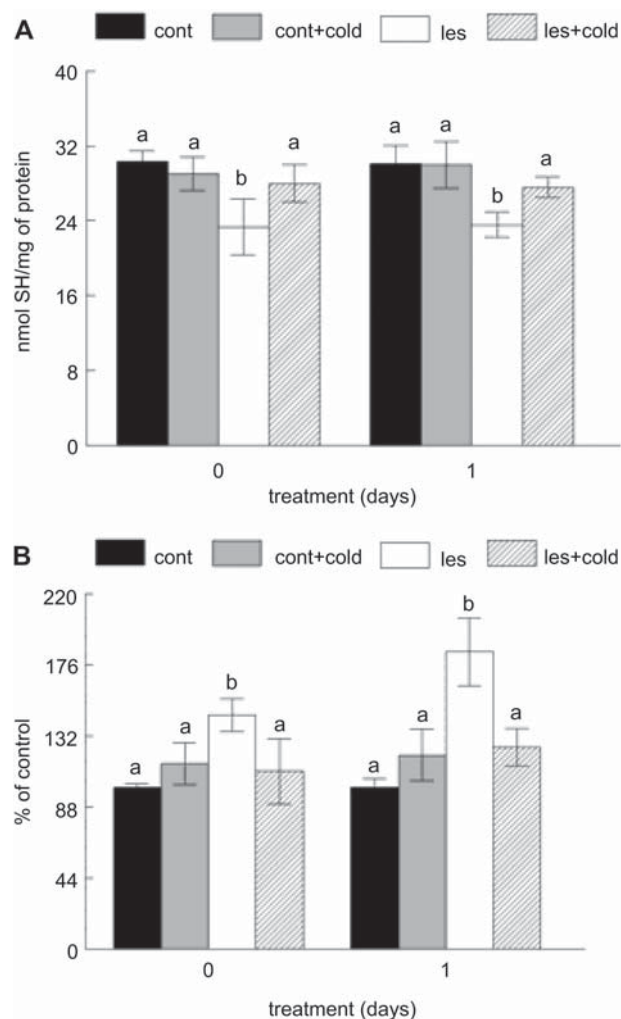 A cont cont+cold les les+cold
40
a a a a a a
32
b b
24
16
8
0
nmol SH/mg of protein
0 1
treatment (days)
B cont cont+cold les les+cold
220
b
176
b
a a a a
132
a a
88
44
0
% of control
0 1
treatment (days)